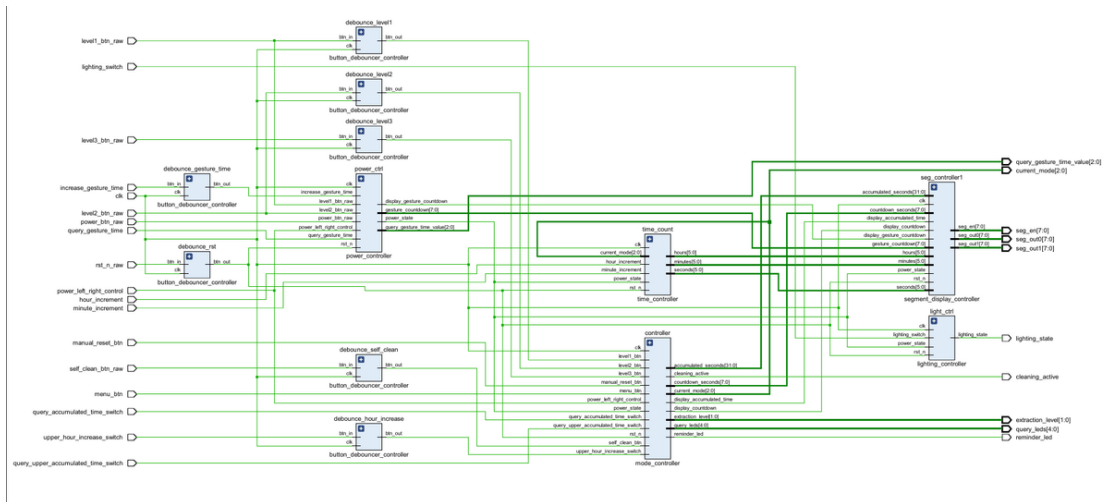 level1_btn_raw
lighting_switch
level3_btn_raw
increase_gesture_time
clk
level2_btn_raw
power_btn_raw
query_gesture_time
rst_n_raw
power_left_right_control
hour_increment
minute_increment
manual_reset_btn
self_clean_btn_raw
menu_btn
query_accumulated_time_switch
upper_hour_increase_switch
query_upper_accumulated_time_switch
debounce_level1
btn_in
clk
btn_out
button_debouncer_controller
debounce_level2
btn_in
clk
btn_out
button_debouncer_controller
debounce_level3
btn_in
clk
btn_out
button_debouncer_controller
debounce_gesture_time
btn_in
clk
btn_out
button_debouncer_controller
debounce_rst
btn_in
clk
btn_out
button_debouncer_controller
power_ctrl
clk
increase_gesture_time
level1_btn_raw
level2_btn_raw
power_btn_raw
power_left_right_control
query_gesture_time
rst_n
display_gesture_countdown
gesture_countdown[7:0]
power_state
query_gesture_time_value[2:0]
power_controller
debounce_self_clean
btn_in
clk
btn_out
button_debouncer_controller
debounce_hour_increase
btn_in
clk
btn_out
button_debouncer_controller
time_count
clk
current_mode[2:0]
hour_increment
minute_increment
power_state
rst_n
hours[5:0]
minutes[5:0]
seconds[5:0]
time_controller
controller
clk
level1_btn
level2_btn
level3_btn
manual_reset_btn
menu_btn
power_left_right_control
power_state
query_accumulated_time_switch
query_upper_accumulated_time_switch
rst_n
self_clean_btn
upper_hour_increase_switch
accumulated_seconds[31:0]
cleaning_active
countdown_seconds[7:0]
current_mode[2:0]
display_accumulated_time
display_countdown
extraction_level[1:0]
query_leds[4:0]
reminder_led
mode_controller
seg_controller1
accumulated_seconds[31:0]
clk
countdown_seconds[7:0]
display_accumulated_time
display_countdown
display_gesture_countdown
gesture_countdown[7:0]
hours[5:0]
minutes[5:0]
power_state
rst_n
seconds[5:0]
seg_en[7:0]
seg_out0[7:0]
seg_out1[7:0]
segment_display_controller
light_ctrl
clk
lighting_switch
power_state
rst_n
lighting_state
lighting_controller
query_gesture_time_value[2:0]
current_mode[2:0]
seg_en[7:0]
seg_out0[7:0]
seg_out1[7:0]
lighting_state
cleaning_active
extraction_level[1:0]
query_leds[4:0]
reminder_led